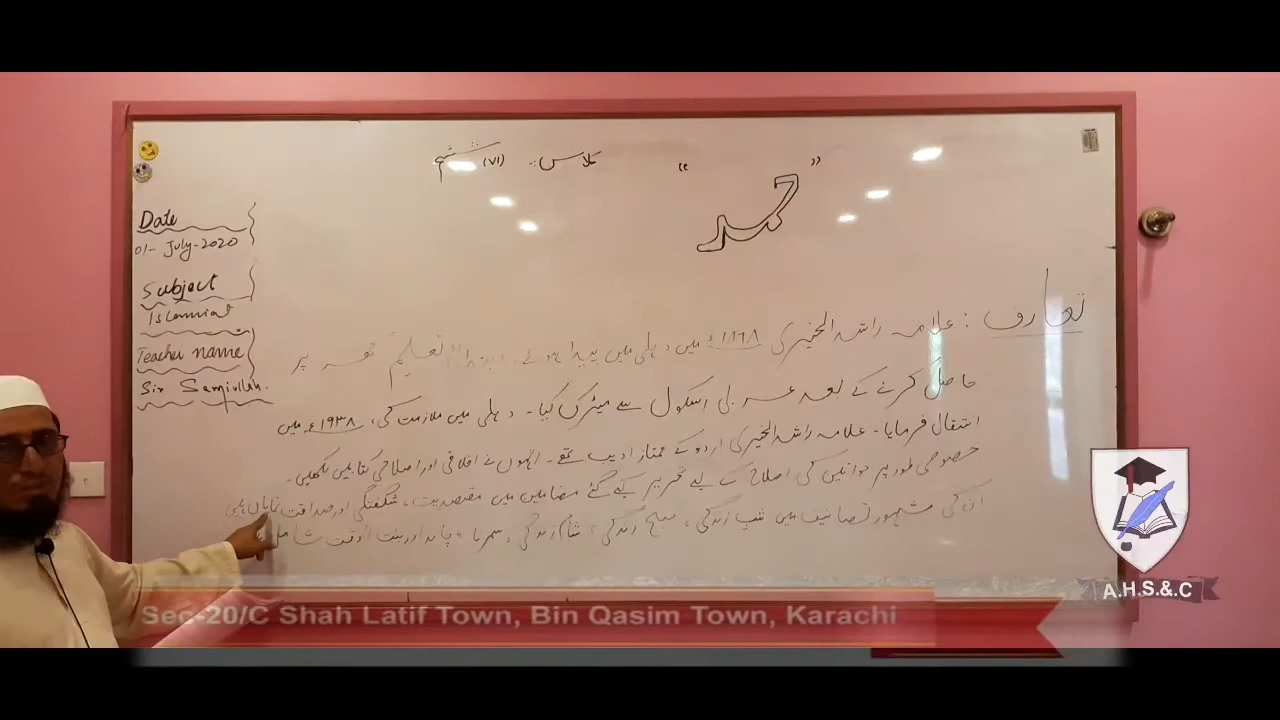 کلاس :: (VI) ششم
" حمد "
Date
01- July-2020
Subject
Islamiat
Teacher name
Sir Samiullah.
تعارف : علامہ راشد الخیری ۱۸۶۸ء میں دہلی میں پیدا ہوئے۔ ابتدائی تعلیم گھر پر
حاصل کرنے کے بعد عربی اسکول سے میٹرک کیا۔ دہلی میں ملازمت کی، ۱۹۳۸ء میں
انتقال فرمایا۔ علامہ راشد الخیری اردو کے ممتاز ادیب تھے۔ انہوں نے اخلاقی اور اصلاحی کتابیں لکھیں۔
خصوصی طور پر خواتین کی اصلاح کے لیے تحریر کیے گئے مضامین میں مقصدیت، شگفتگی اور صداقت نمایاں ہیں
ان کی مشہور تصانیف میں شب زندگی، صبح زندگی، شام زندگی، سمرنا، چاند اور بنت الوقت شامل
A.H.S.& C
Sec-20/C Shah Latif Town, Bin Qasim Town, Karachi